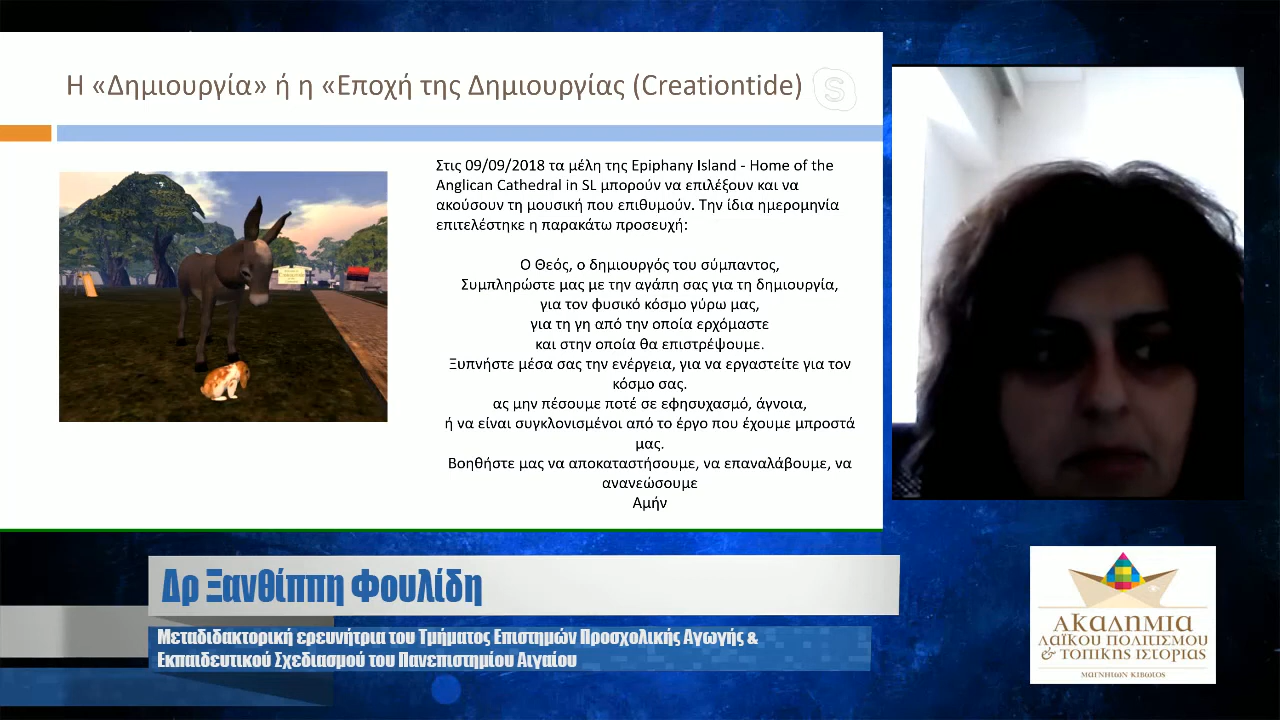 Η «Δημιουργία» ή η «Εποχή της Δημιουργίας (Creationtide)
Στις 09/09/2018 τα μέλη της Epiphany Island - Home of the
Anglican Cathedral in SL μπορούν να επιλέξουν και να
ακούσουν τη μουσική που επιθυμούν. Την ίδια ημερομηνία
επιτελέστηκε η παρακάτω προσευχή:
Ο Θεός, ο δημιουργός του σύμπαντος,
Συμπληρώστε μας με την αγάπη σας για τη δημιουργία,
για τον φυσικό κόσμο γύρω μας,
για τη γη από την οποία ερχόμαστε
και στην οποία θα επιστρέψουμε.
Ξυπνήστε μέσα σας την ενέργεια, για να εργαστείτε για τον
κόσμο σας.
ας μην πέσουμε ποτέ σε εφησυχασμό, άγνοια,
ή να είναι συγκλονισμένοι από το έργο που έχουμε μπροστά
μας.
Βοηθήστε μας να αποκαταστήσουμε, να επαναλάβουμε, να
ανανεώσουμε
Αμήν
Δρ Ξανθίππη Φουλίδη
Μεταδιδακτορική ερευνήτρια του Τμήματος Επιστημών Προσχολικής Αγωγής &
Εκπαιδευτικού Σχεδιασμού του Πανεπιστημίου Αιγαίου
ΑΚΑΔΗΜΙΑ
ΛΑΪΚΟΥ ΠΟΛΙΤΙΣΜΟΥ
& ΤΟΠΙΚΗΣ ΙΣΤΟΡΙΑΣ
ΜΑΓΝΗΤΩΝ ΚΙΒΩΤΟΣ